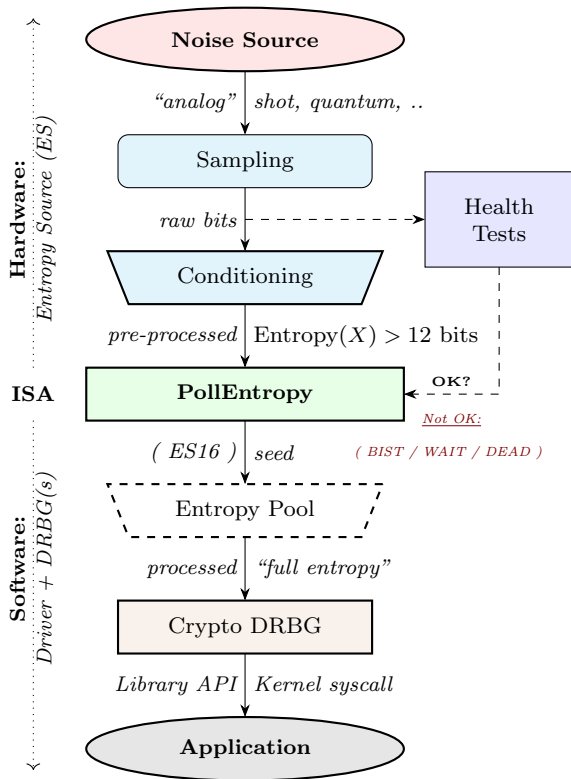 Noise Source
"analog" shot, quantum, ..
Sampling
raw bits
Health
Tests
Conditioning
pre-processed Entropy(X) > 12 bits
PollEntropy
OK?
Not OK:
( BIST / WAIT / DEAD )
( ES16 ) seed
Entropy Pool
processed "full entropy"
Crypto DRBG
Library API Kernel syscall
Application
Hardware:
Entropy Source (ES)
ISA
Software:
Driver + DRBG(s)